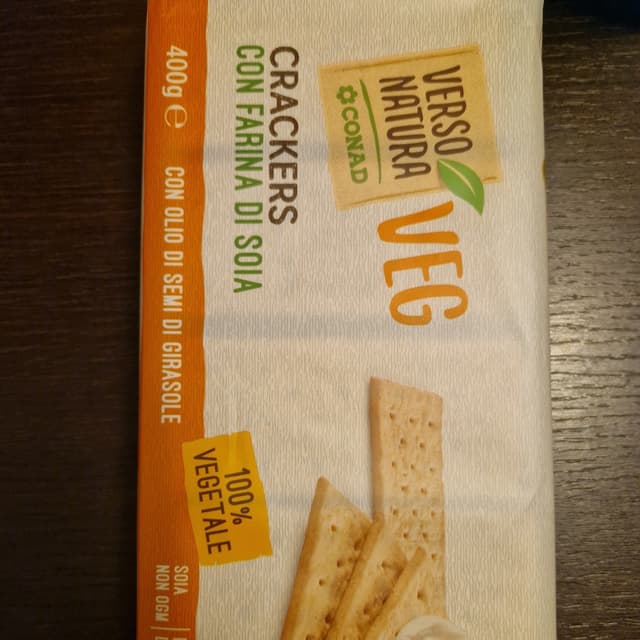 VERSO
NATURA
CONAD
VEG
CRACKERS
CON FARINA DI SOIA
400g e CON OLIO DI SEMI DI GIRASOLE
100%
VEGETALE
SOIA
NON OGM